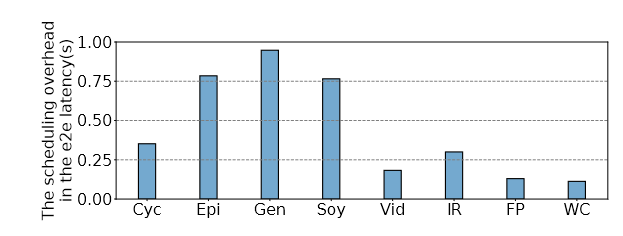 The scheduling overhead
in the e2e latency(s)
1.00
0.75
0.50
0.25
0.00
Cyc Epi Gen Soy Vid IR FP WC